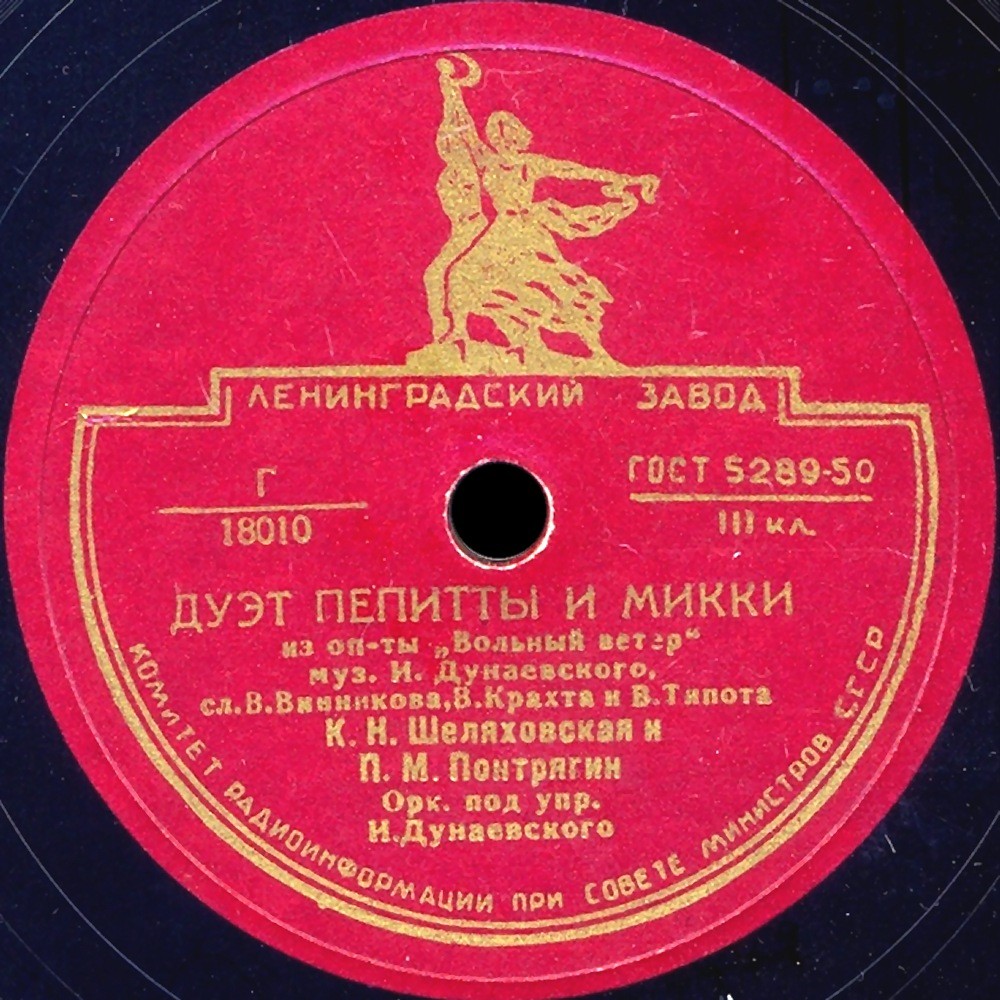 ЛЕНИНГРАДСКИЙ ЗАВОД
Г
18010
ГОСТ 5289-50
III кл.
ДУЭТ ПЕПИТТЫ И МИККИ
из оп-ты „Вольный ветер“
муз. И. Дунаевского,
сл. В. Винникова, В. Крахта и В. Типота
К. Н. Шеляховская и
П. М. Понтрягин
Орк. под упр.
И. Дунаевского
КОМИТЕТ РАДИОИНФОРМАЦИИ ПРИ СОВЕТЕ МИНИСТРОВ СССР